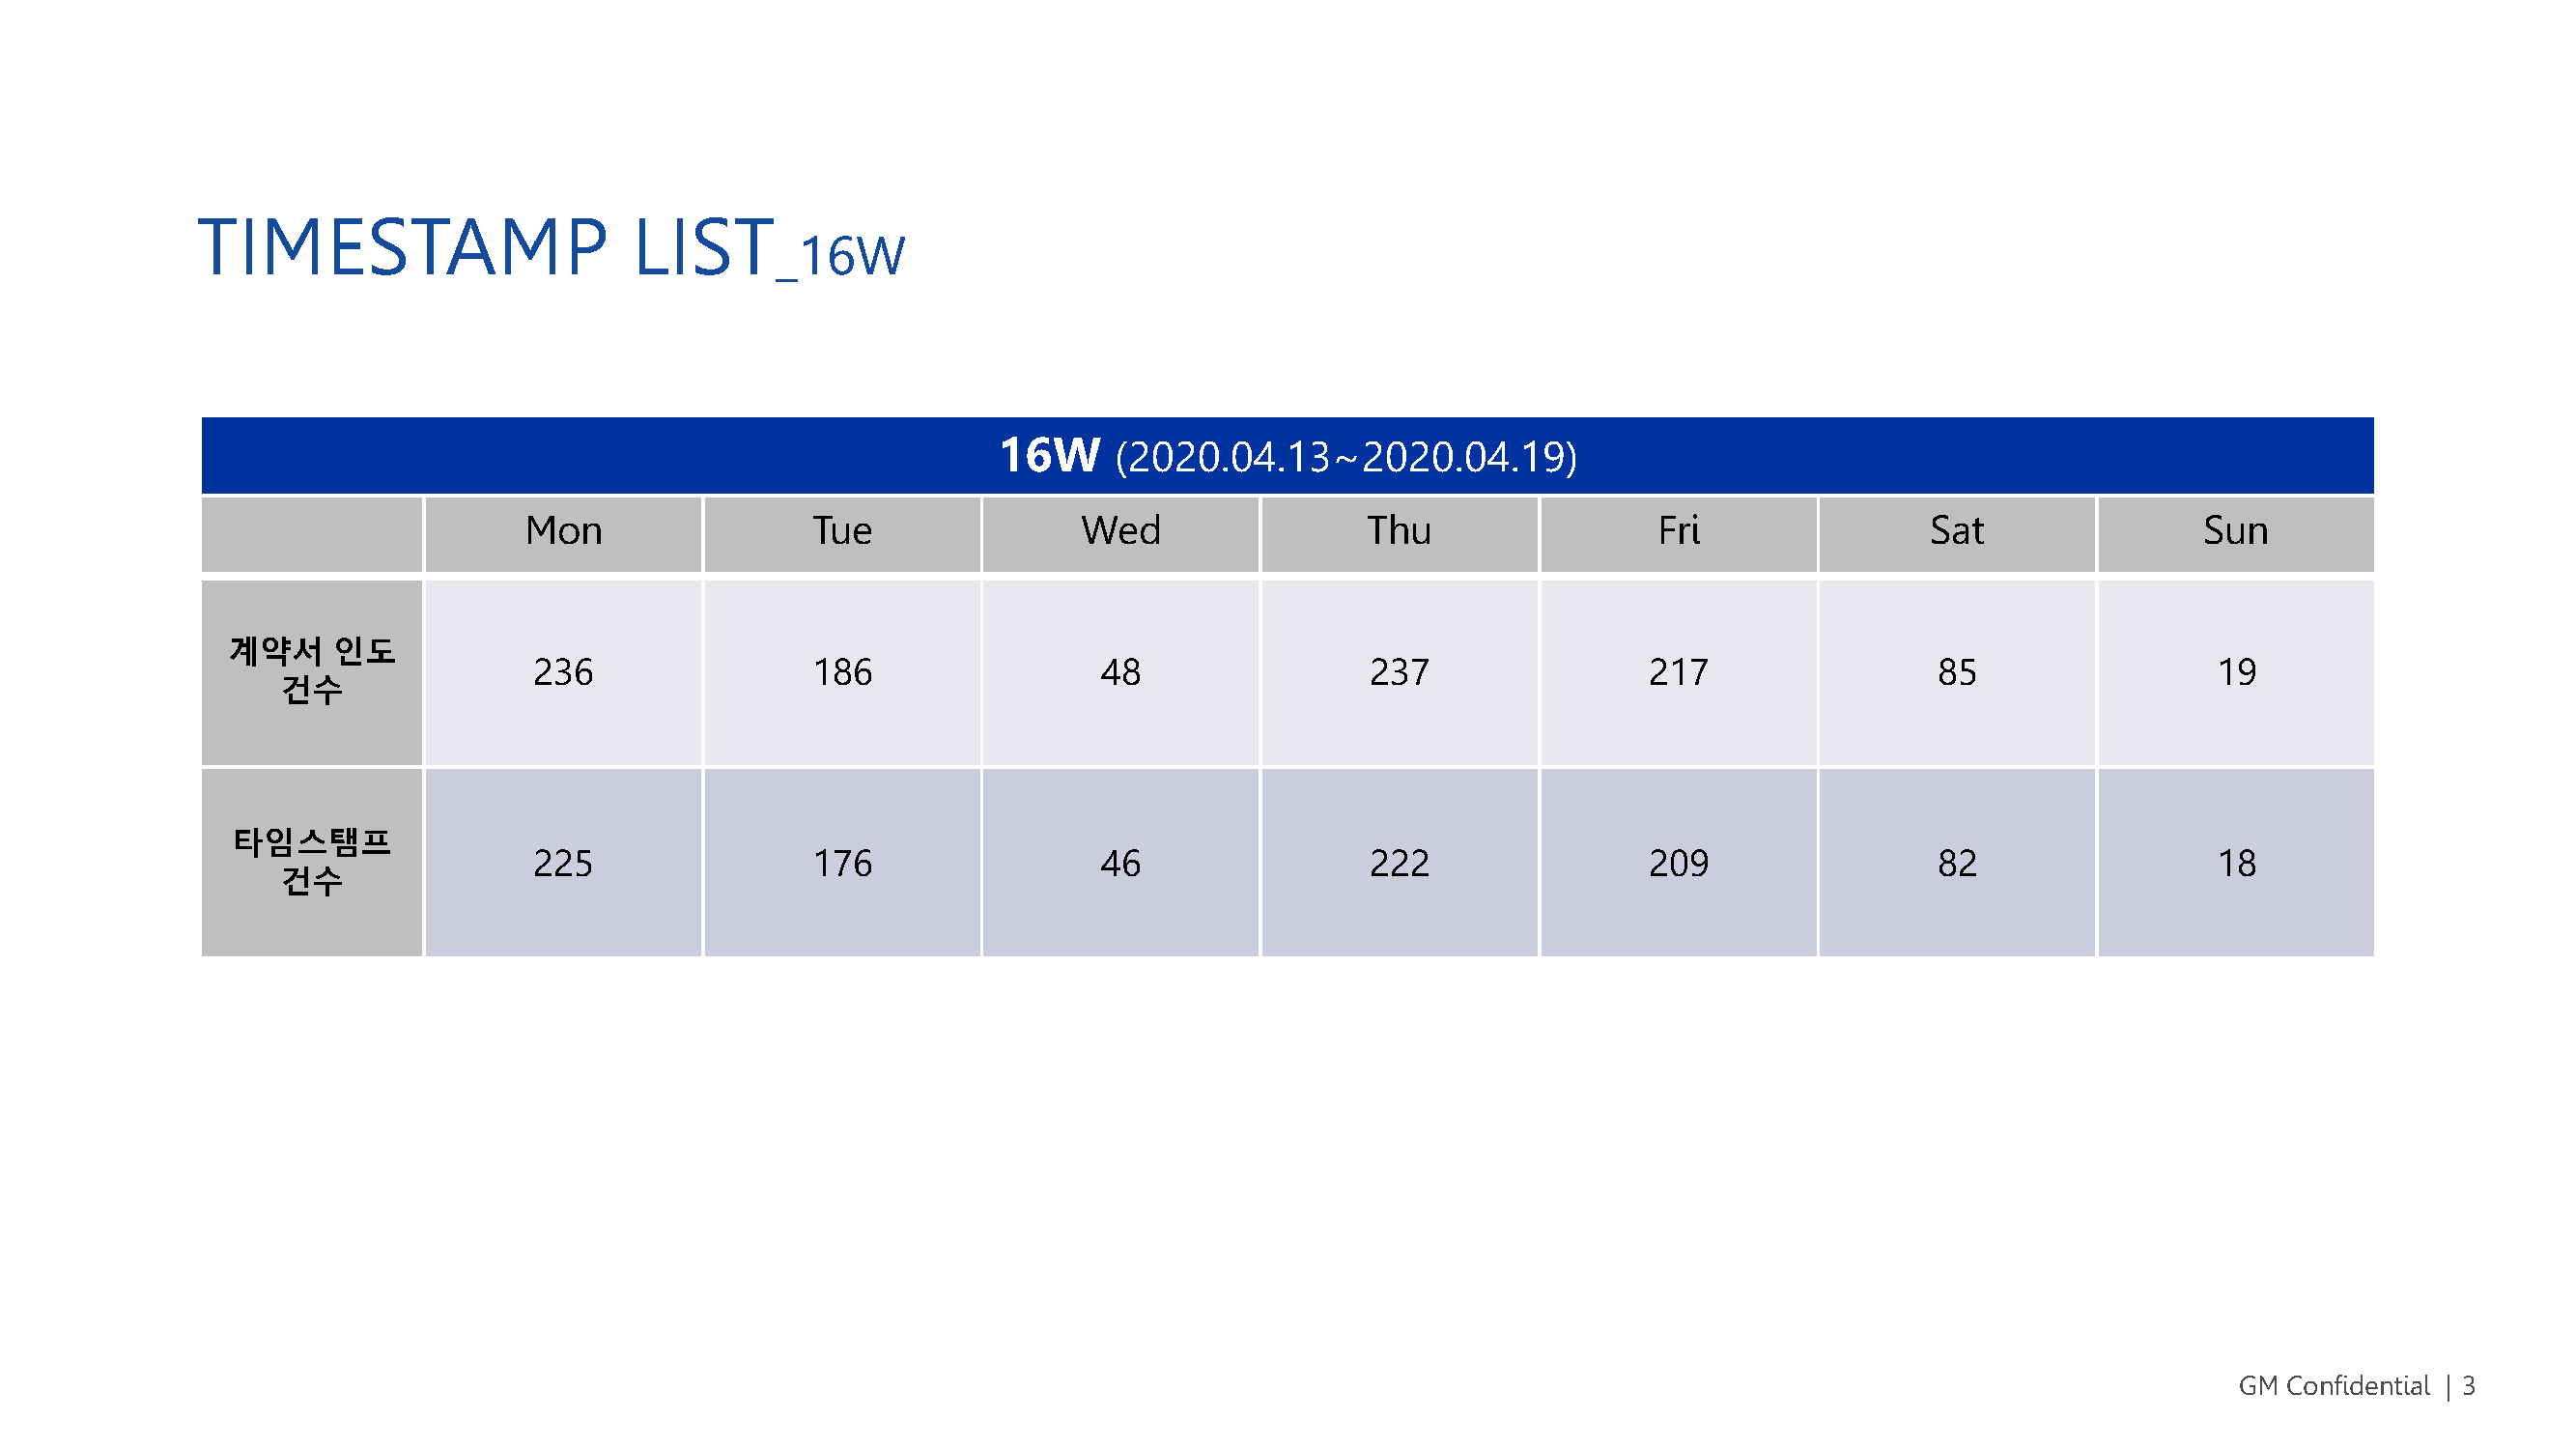 TIMESTAMP LIST_16W
16W (2020.04.13~2020.04.19)
Mon Tue Wed Thu Fri Sat Sun
계약서 인도
건수
236 186 48 237 217 85 19
타임스탬프
건수
225 176 46 222 209 82 18
GM Confidential | 3